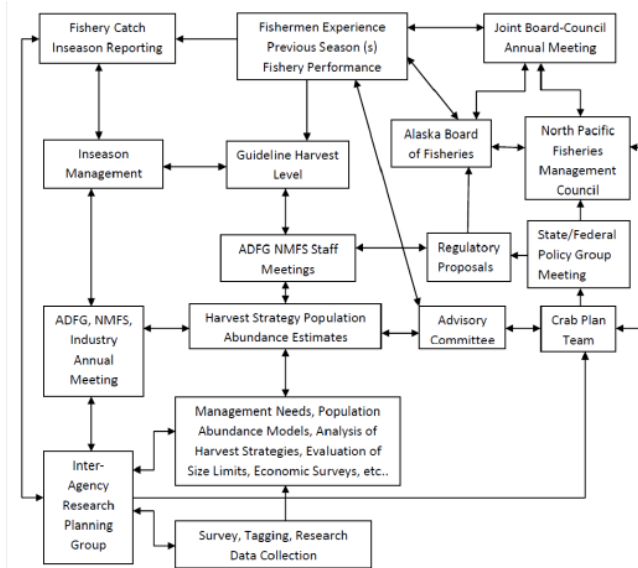 Fishery Catch
Inseason Reporting
Fishermen Experience
Previous Season (s)
Fishery Performance
Joint Board-Council
Annual Meeting
Inseason
Management
Guideline Harvest
Level
Alaska Board
of Fisheries
North Pacific
Fisheries
Management
Council
ADFG NMFS Staff
Meetings
Regulatory
Proposals
State/Federal
Policy Group
Meeting
ADFG, NMFS,
Industry
Annual
Meeting
Harvest Strategy Population
Abundance Estimates
Advisory
Committee
Crab Plan
Team
Management Needs, Population
Abundance Models, Analysis of
Harvest Strategies, Evaluation of
Size Limits, Economic Surveys, etc..
Inter-
Agency
Research
Planning
Group
Survey, Tagging, Research
Data Collection